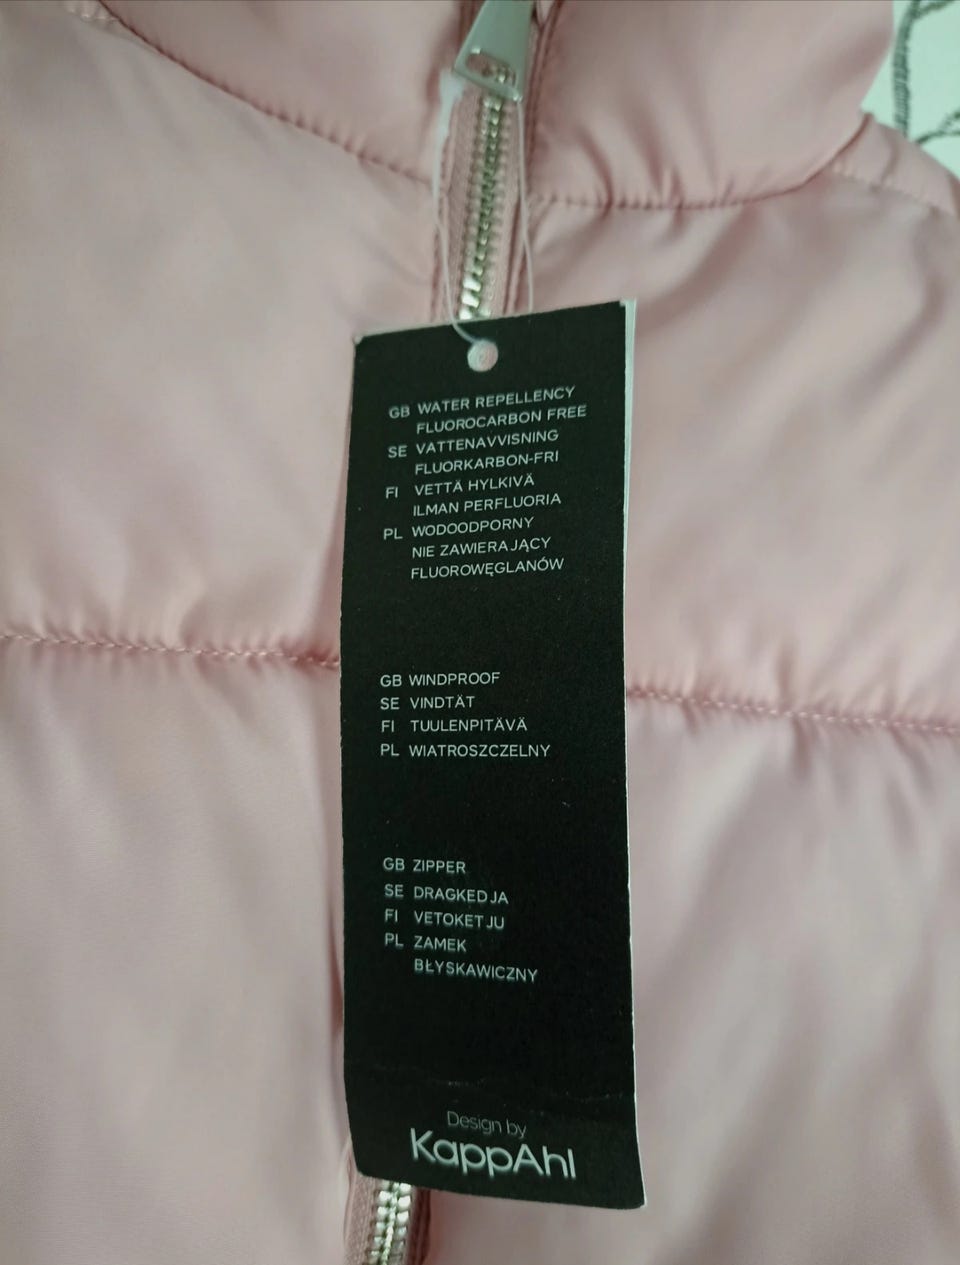 GB WATER REPELLENCY
FLUOROCARBON FREE
SE VATTENAVVISNING
FLUORKARBON-FRI
FI VETTÄ HYLKIVÄ
ILMAN PERFLUORIA
PL WODOODPORNY
NIE ZAWIERAJĄCY
FLUOROWĘGLANÓW
GB WINDPROOF
SE VINDTÄT
FI TUULENPITÄVÄ
PL WIATROSZCZELNY
GB ZIPPER
SE DRAGKEDJA
FI VETOKETJU
PL ZAMEK
BŁYSKAWICZNY
Design by
KappAhl